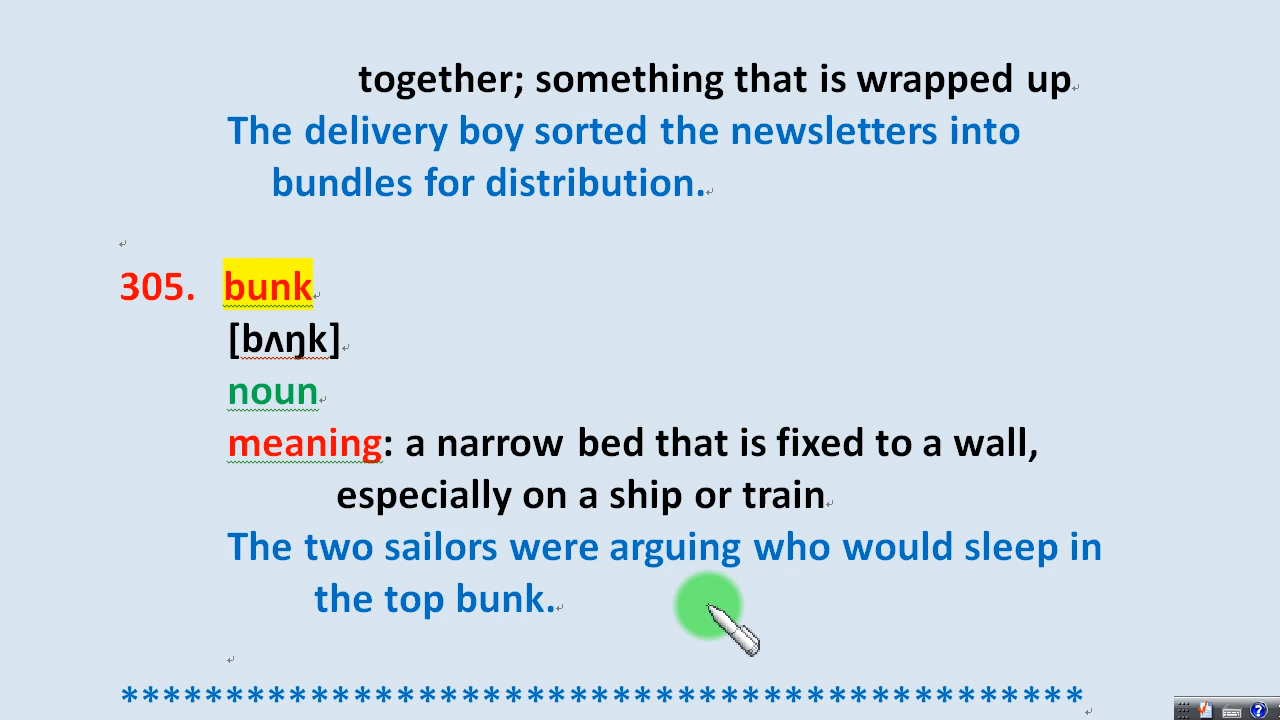 together; something that is wrapped up
The delivery boy sorted the newsletters into
bundles for distribution.
305. bunk
[bʌŋk]
noun
meaning: a narrow bed that is fixed to a wall,
especially on a ship or train
The two sailors were arguing who would sleep in
the top bunk.
**********************************************